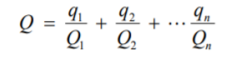 Q = q₁/Q₁ + q₂/Q₂ + ⋯ qₙ/Qₙ